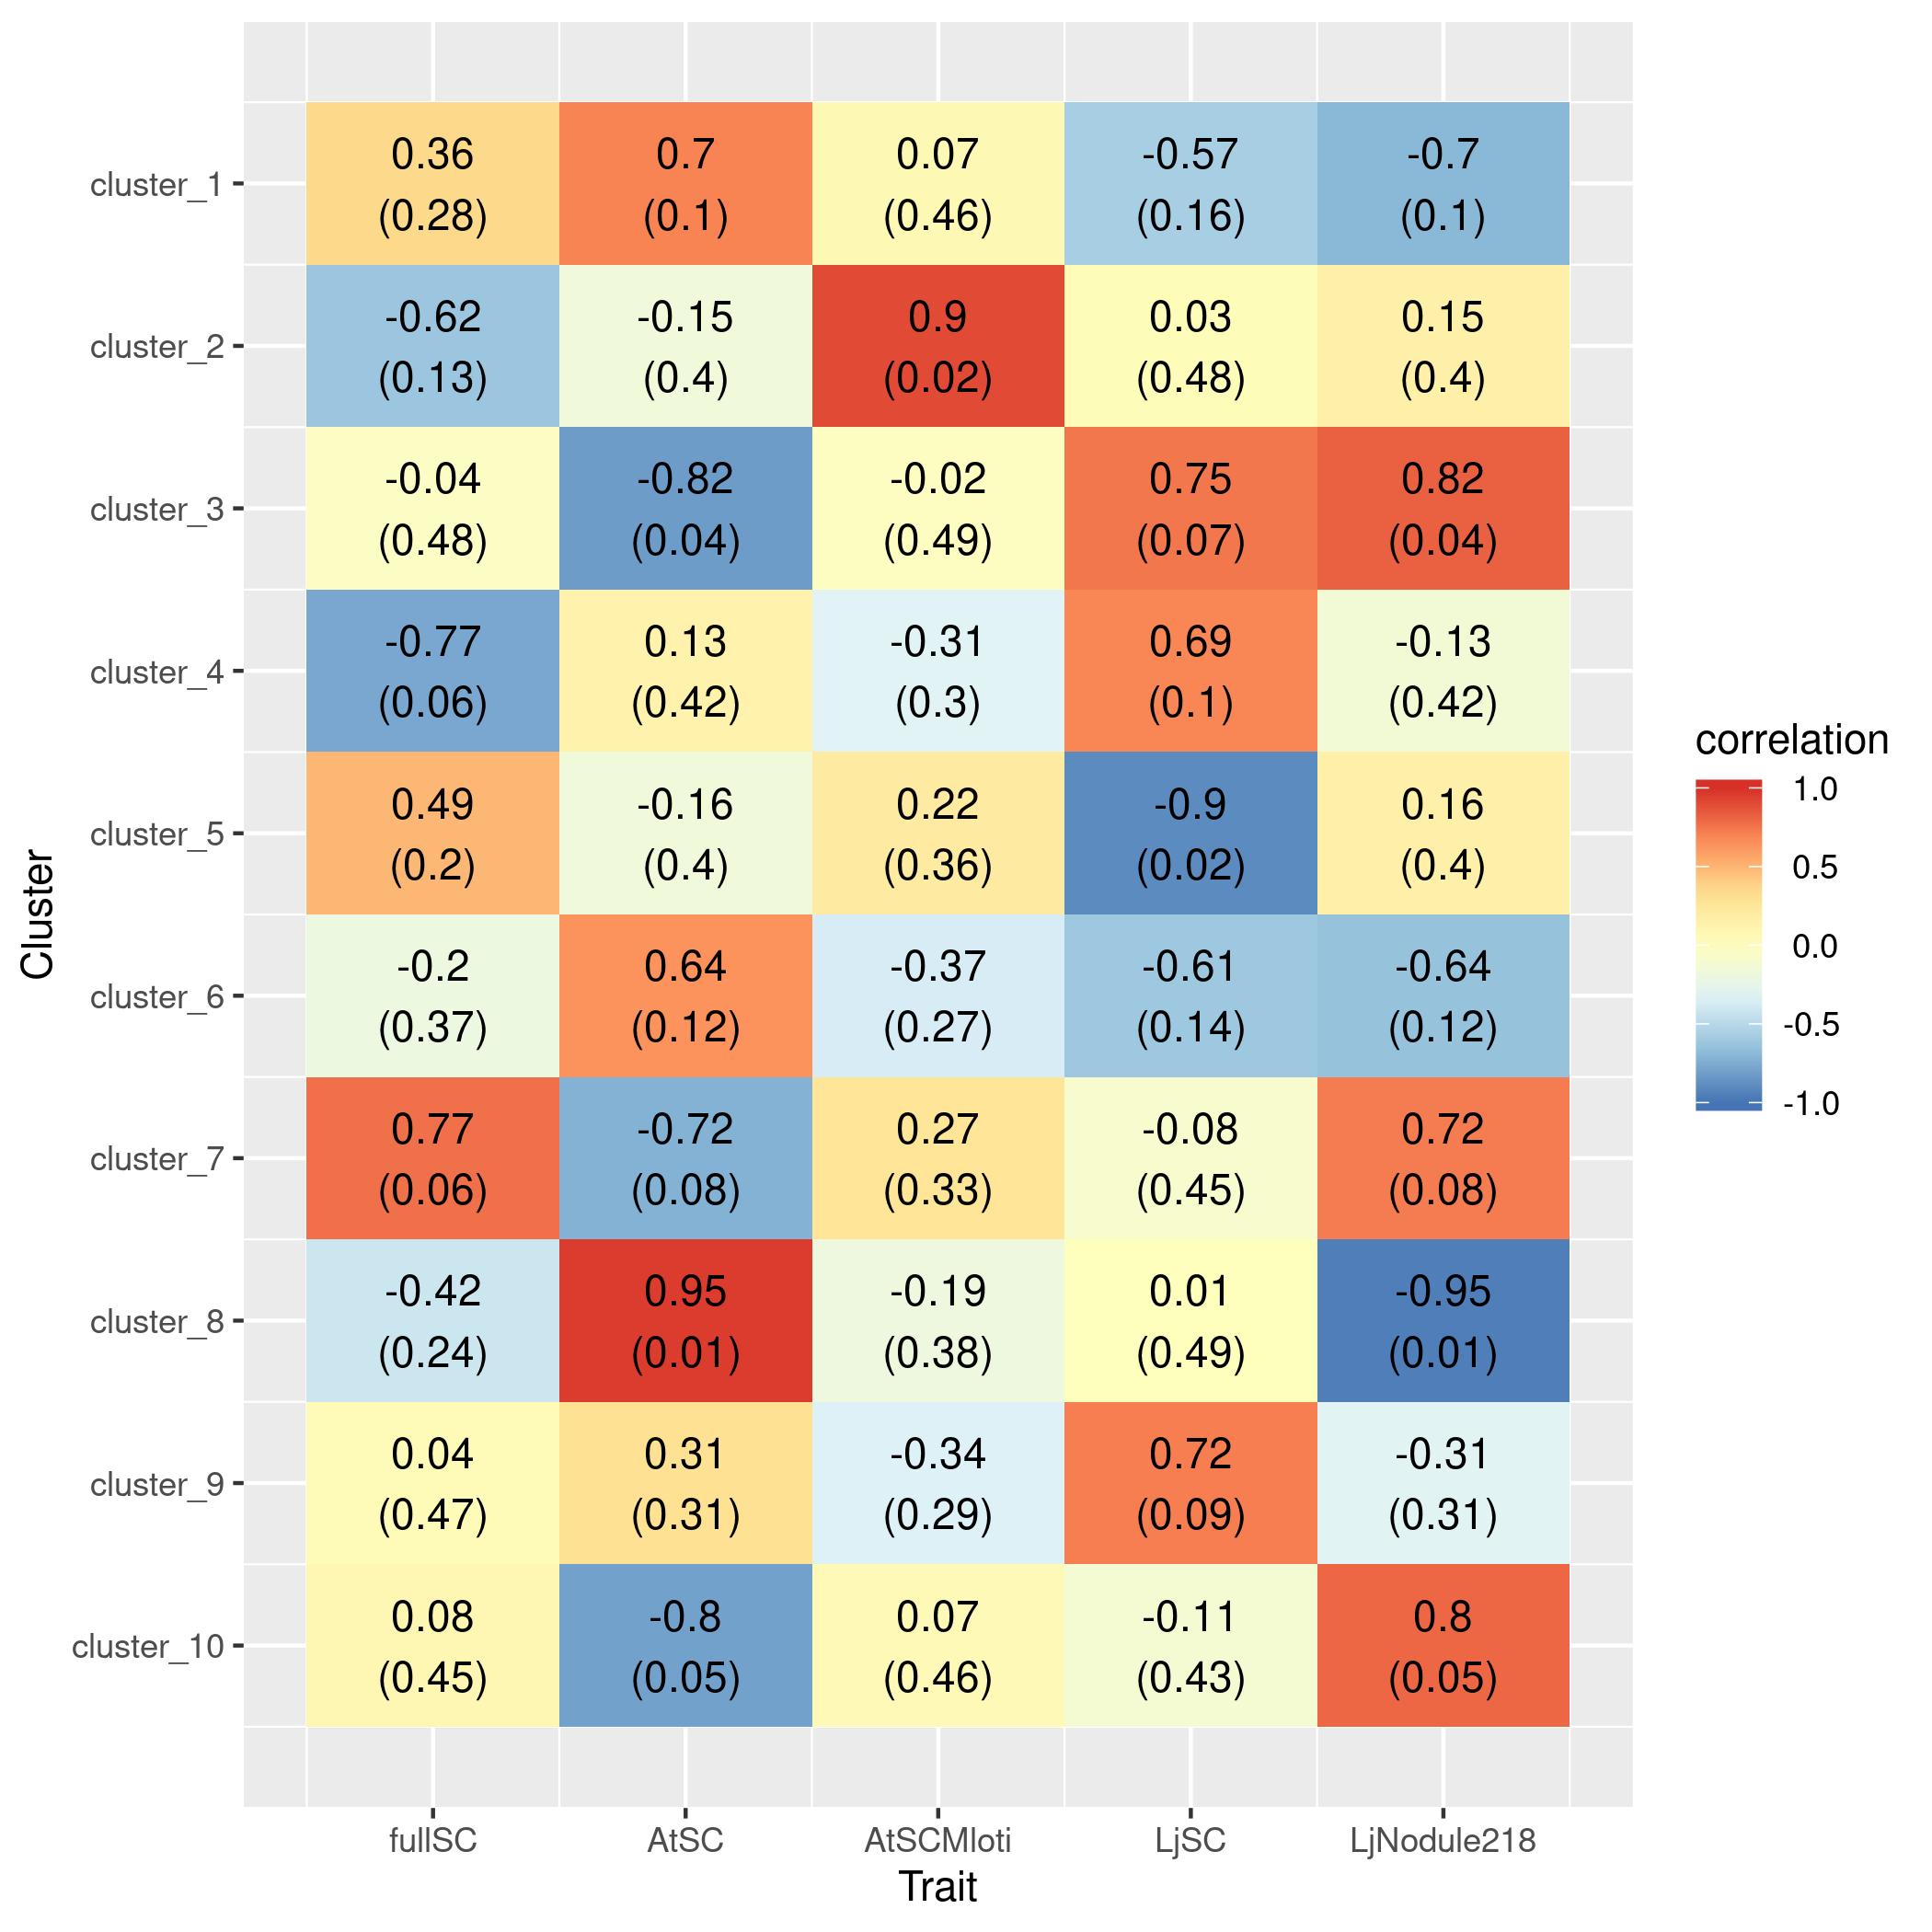 0.36 0.7 0.07 -0.57 -0.7
cluster_1
(0.28) (0.1) (0.46) (0.16) (0.1)
-0.62 -0.15 0.9 0.03 0.15
cluster_2
(0.13) (0.4) (0.02) (0.48) (0.4)
-0.04 -0.82 -0.02 0.75 0.82
cluster_3
(0.48) (0.04) (0.49) (0.07) (0.04)
-0.77 0.13 -0.31 0.69 -0.13
cluster_4
(0.06) (0.42) (0.3) (0.1) (0.42)
0.49 -0.16 0.22 -0.9 0.16
cluster_5
(0.2) (0.4) (0.36) (0.02) (0.4)
-0.2 0.64 -0.37 -0.61 -0.64
cluster_6
(0.37) (0.12) (0.27) (0.14) (0.12)
0.77 -0.72 0.27 -0.08 0.72
cluster_7
(0.06) (0.08) (0.33) (0.45) (0.08)
-0.42 0.95 -0.19 0.01 -0.95
cluster_8
(0.24) (0.01) (0.38) (0.49) (0.01)
0.04 0.31 -0.34 0.72 -0.31
cluster_9
(0.47) (0.31) (0.29) (0.09) (0.31)
0.08 -0.8 0.07 -0.11 0.8
cluster_10
(0.45) (0.05) (0.46) (0.43) (0.05)
fullSC AtSC AtSCMloti LjSC LjNodule218
Trait
Cluster
correlation
1.0
0.5
0.0
-0.5
-1.0